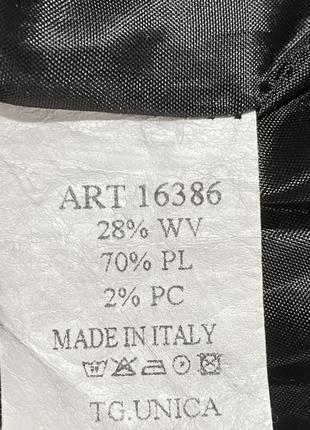 ART 16386
28% WV
70% PL
2% PC
MADE IN ITALY
TG.UNICA